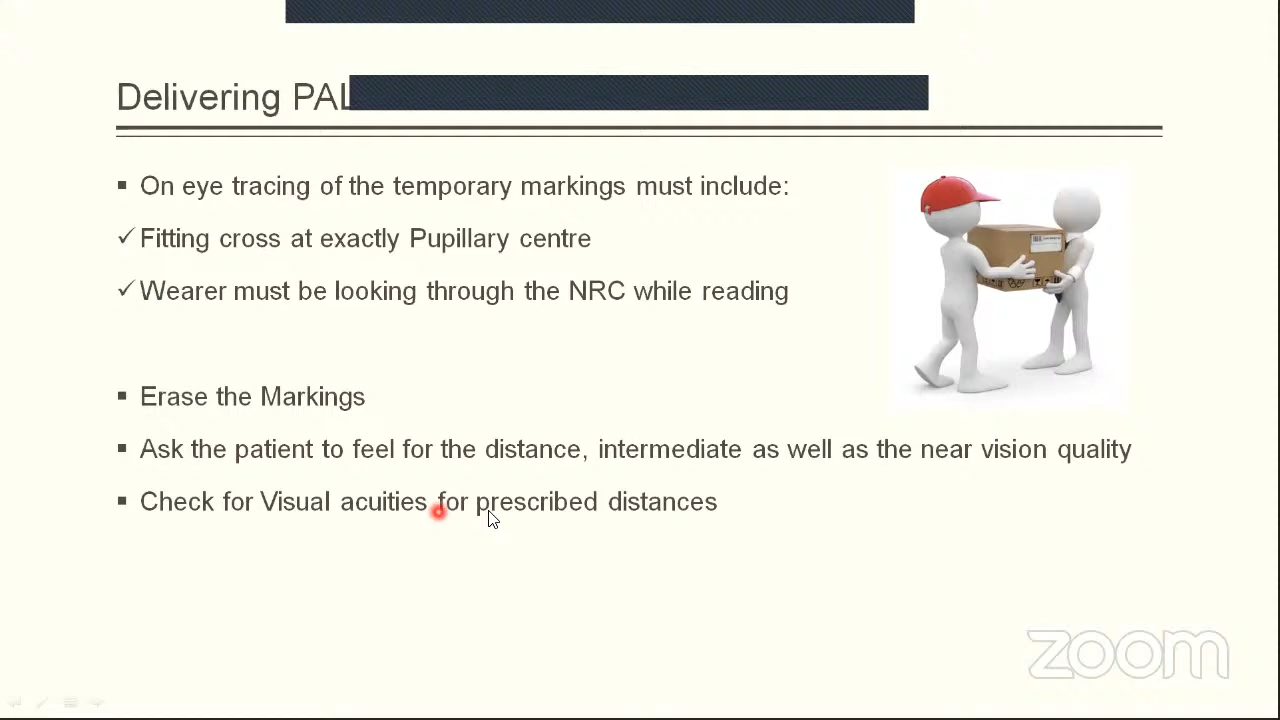 Delivering PAL
On eye tracing of the temporary markings must include:
Fitting cross at exactly Pupillary centre
Wearer must be looking through the NRC while reading
Erase the Markings
Ask the patient to feel for the distance, intermediate as well as the near vision quality
Check for Visual acuities for prescribed distances
zoom